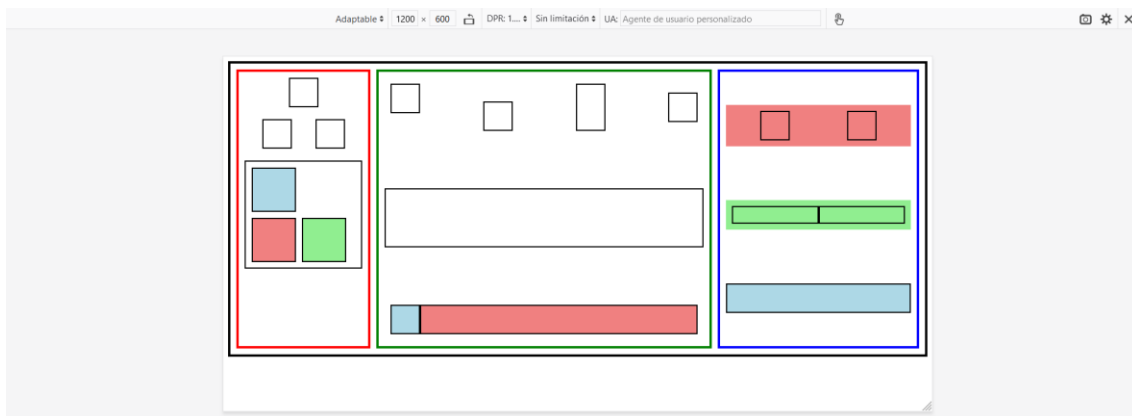 Adaptable 1200 × 600 DPR: 1... Sin limitación UA: Agente de usuario personalizado